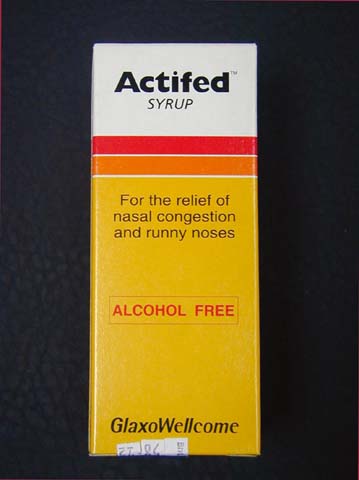 Actifed™
SYRUP
For the relief of
nasal congestion
and runny noses
ALCOHOL FREE
GlaxoWellcome